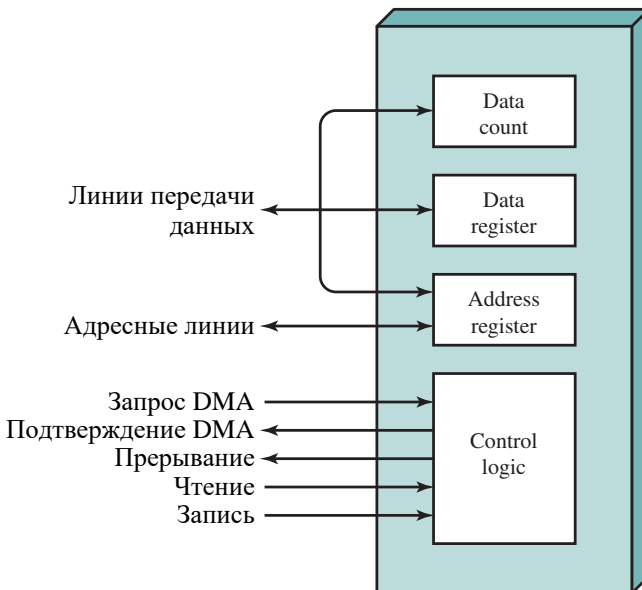 Data
count
Линии передачи
данных
Data
register
Address
register
Адресные линии
Запрос DMA
Подтверждение DMA
Прерывание
Чтение
Запись
Control
logic